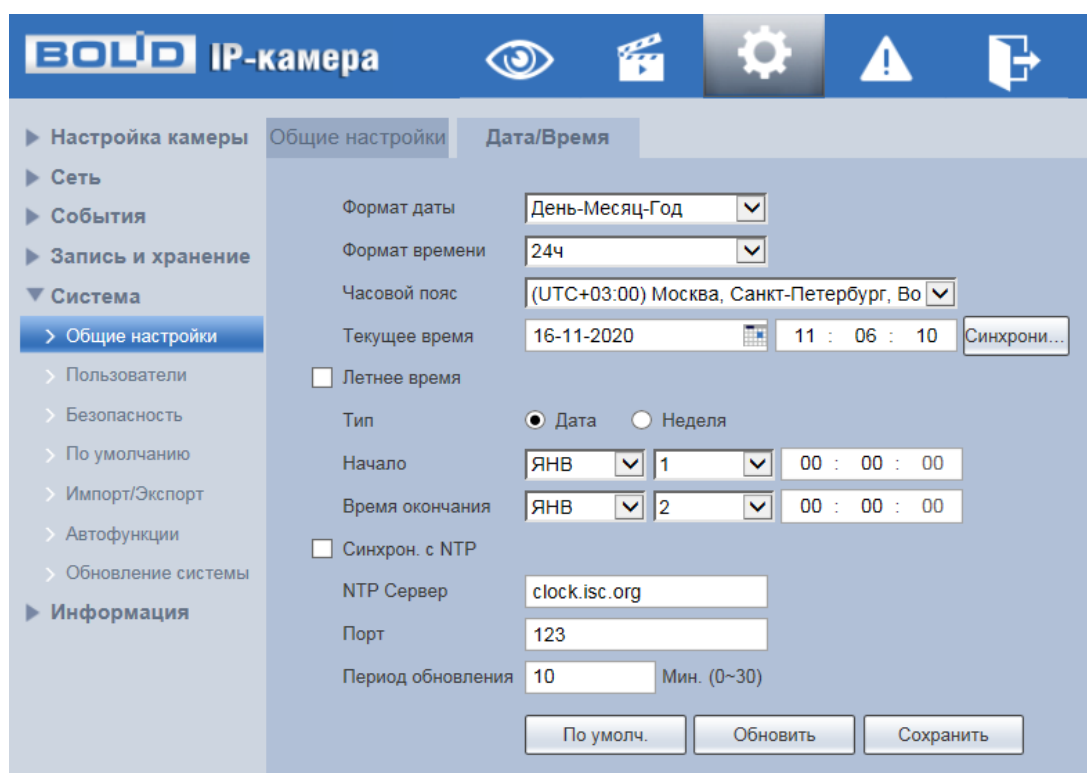 BOLID IP-камера
Настройка камеры
Сеть
События
Запись и хранение
Система
Общие настройки
Пользователи
Безопасность
По умолчанию
Импорт/Экспорт
Автофункции
Обновление системы
Информация
Общие настройки Дата/Время
Формат даты День-Месяц-Год
Формат времени 24ч
Часовой пояс (UTC+03:00) Москва, Санкт-Петербург, Во
Текущее время 16-11-2020 11 : 06 : 10 Синхрони...
Летнее время
Тип Дата Неделя
Начало ЯНВ 1 00 : 00 : 00
Время окончания ЯНВ 2 00 : 00 : 00
Синхрон. с NTP
NTP Сервер clock.isc.org
Порт 123
Период обновления 10 Мин. (0~30)
По умолч. Обновить Сохранить